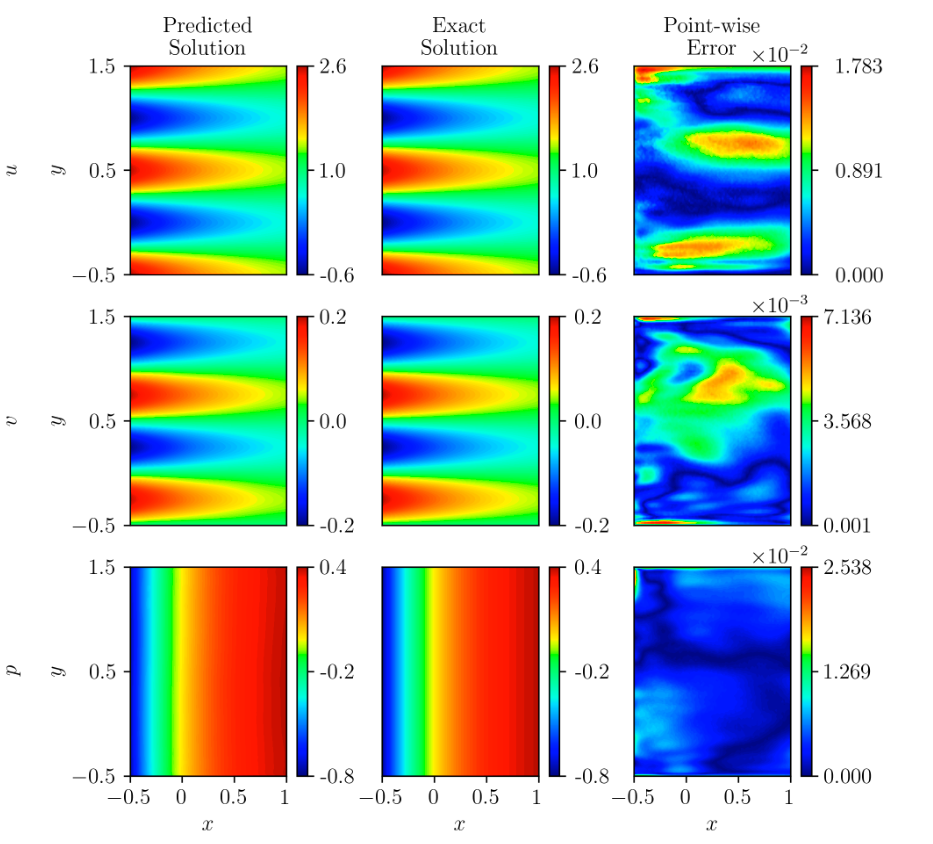 Predicted Solution
Exact Solution
Point-wise Error
×10⁻²
u
y
1.5
0.5
−0.5
2.6
1.0
-0.6
2.6
1.0
-0.6
1.783
0.891
0.000
×10⁻³
v
y
1.5
0.5
−0.5
0.2
0.0
-0.2
0.2
0.0
-0.2
7.136
3.568
0.001
×10⁻²
p
y
1.5
0.5
−0.5
0.4
-0.2
-0.8
0.4
-0.2
-0.8
2.538
1.269
0.000
−0.5 0 0.5 1
−0.5 0 0.5 1
−0.5 0 0.5 1
x
x
x